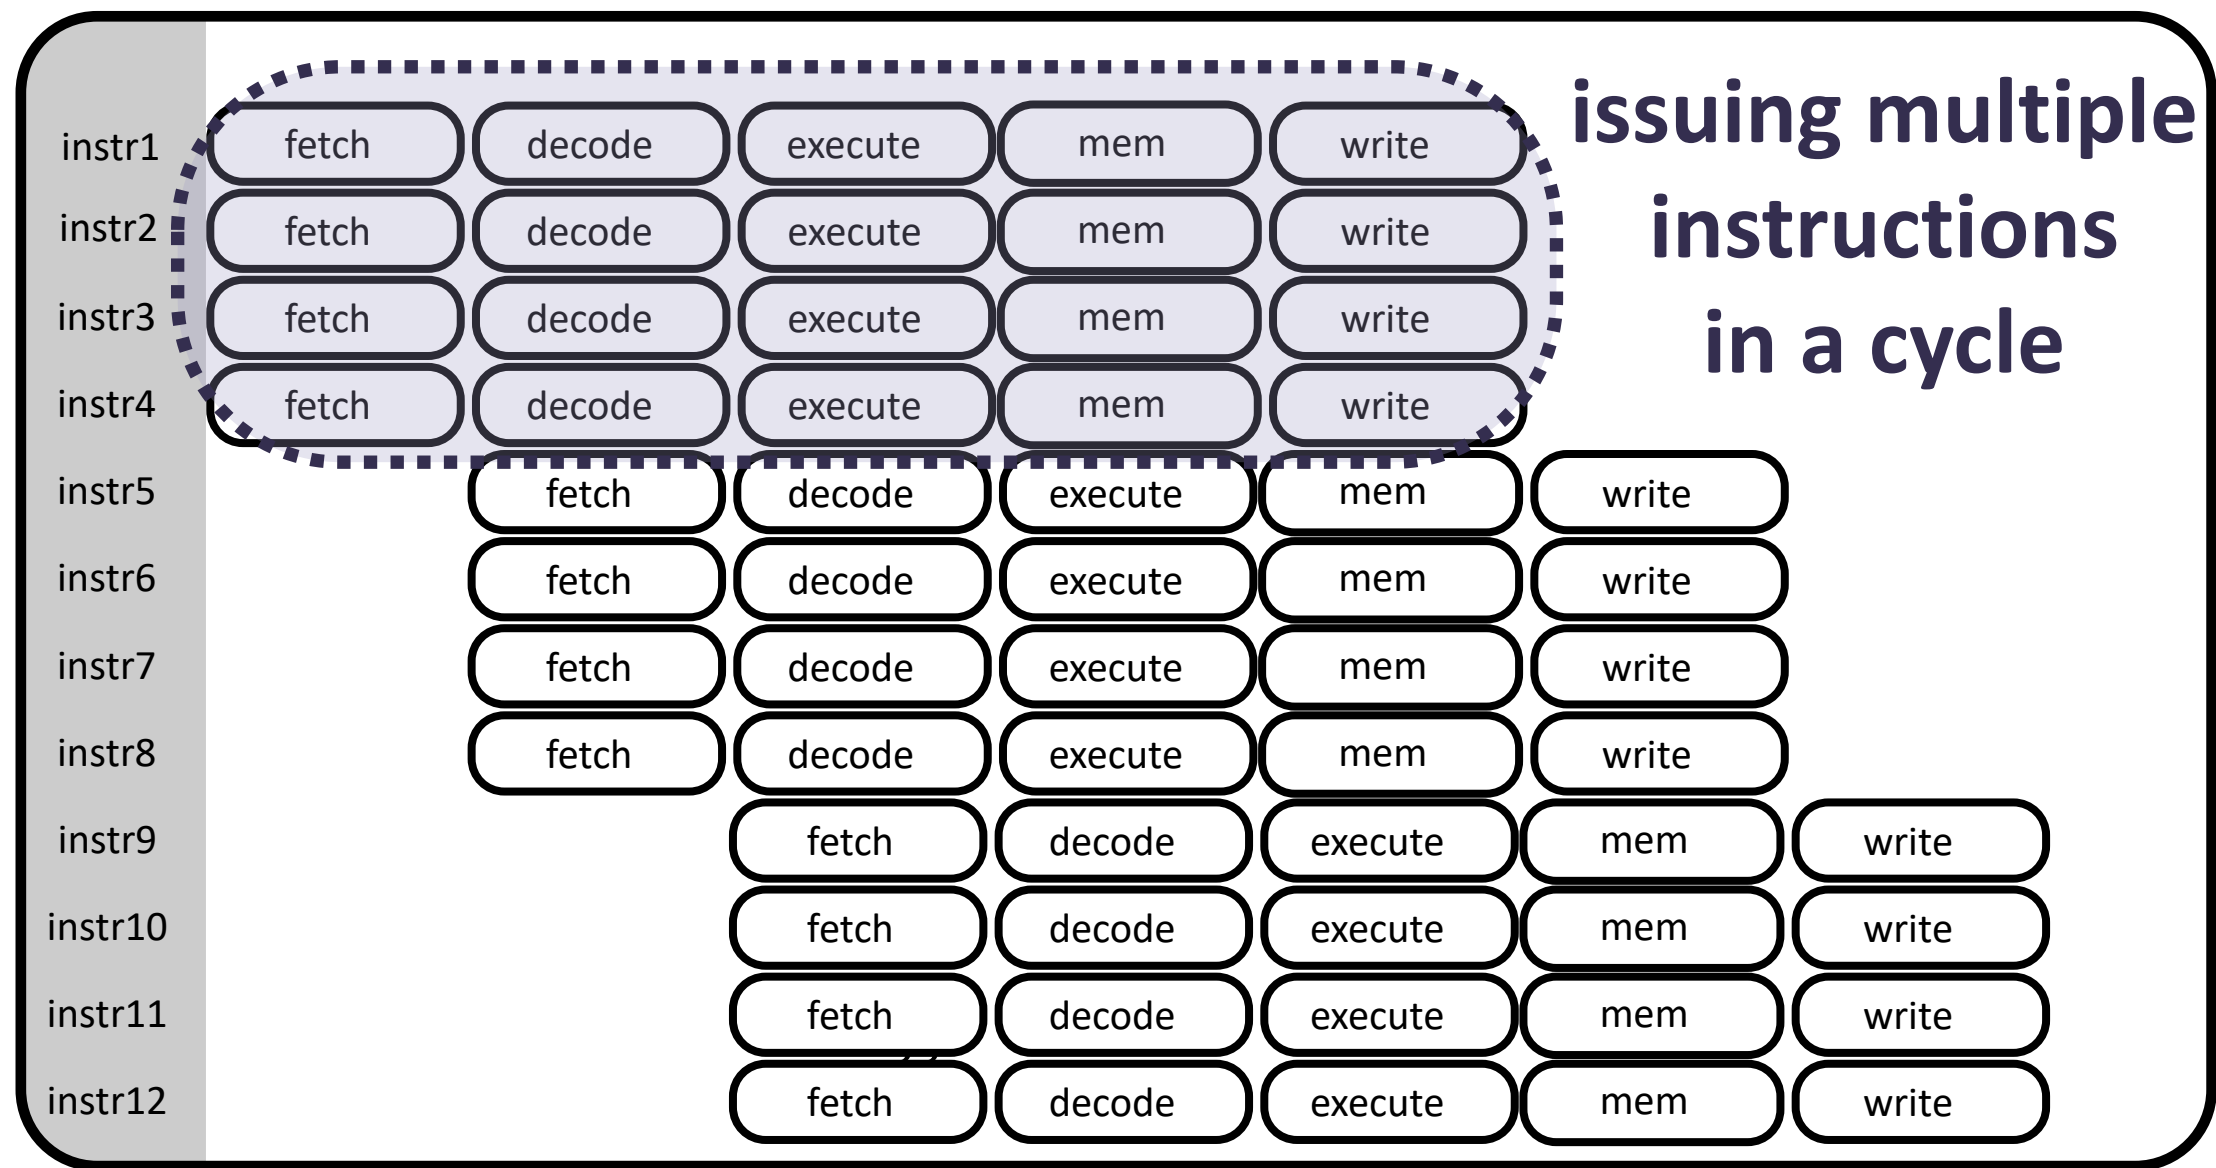 issuing multiple
instructions
in a cycle
instr1 fetch decode execute mem write
instr2 fetch decode execute mem write
instr3 fetch decode execute mem write
instr4 fetch decode execute mem write
instr5 fetch decode execute mem write
instr6 fetch decode execute mem write
instr7 fetch decode execute mem write
instr8 fetch decode execute mem write
instr9 fetch decode execute mem write
instr10 fetch decode execute mem write
instr11 fetch decode execute mem write
instr12 fetch decode execute mem write